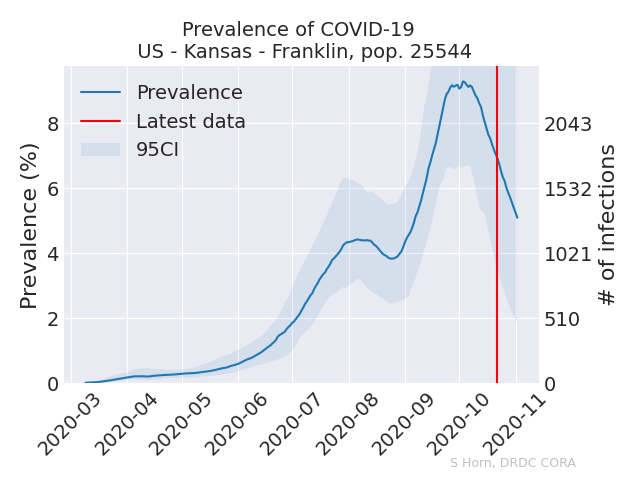 Prevalence of COVID-19
US - Kansas - Franklin, pop. 25544
Prevalence
Latest data
95CI
Prevalence (%)
8
6
4
2
0
2043
1532
1021
510
0
# of infections
2020-03
2020-04
2020-05
2020-06
2020-07
2020-08
2020-09
2020-10
2020-11
S Horn, DRDC CORA